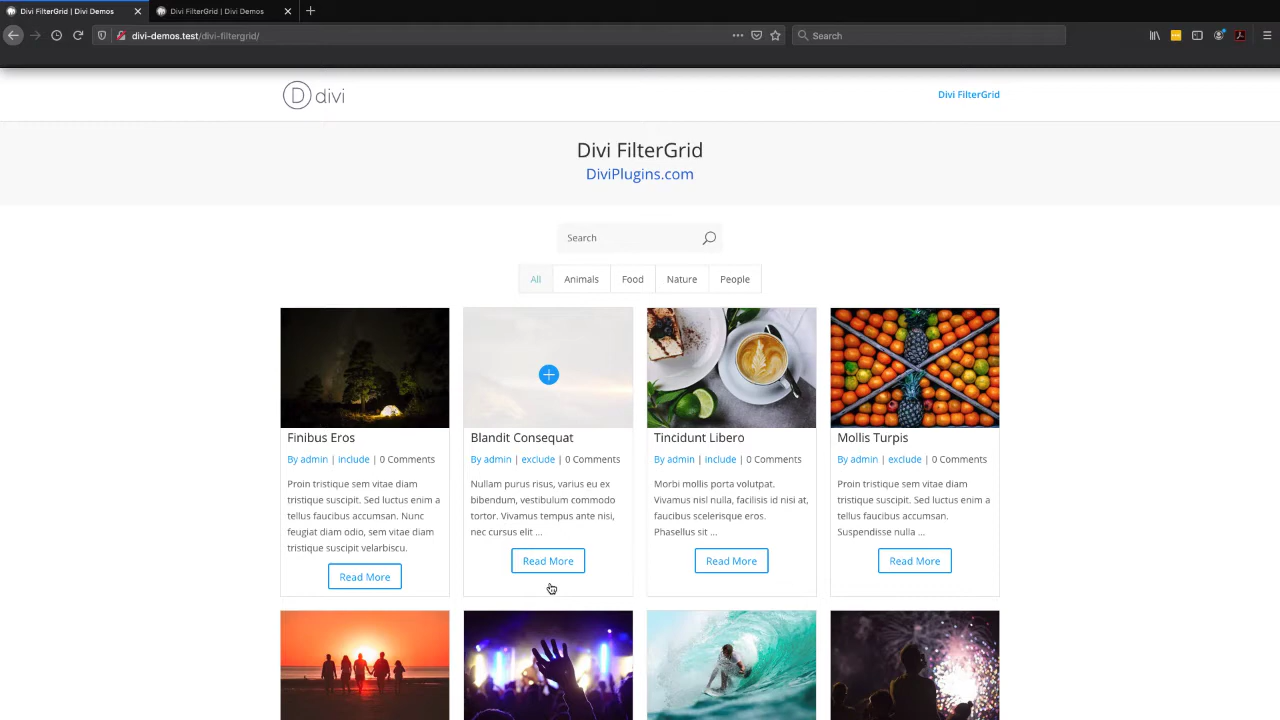 Divi FilterGrid | Divi Demos
Divi FilterGrid | Divi Demos
divi-demos.test/divi-filtergrid/
Search
D divi
Divi FilterGrid
Divi FilterGrid
DiviPlugins.com
Search
All Animals Food Nature People
Finibus Eros
By admin | include | 0 Comments
Proin tristique sem vitae diam
tristique suscipit. Sed luctus enim a
tellus faucibus accumsan. Nunc
feugiat diam odio, sem vitae diam
tristique suscipit velarbiscu.
Read More
Blandit Consequat
By admin | exclude | 0 Comments
Nullam purus risus, varius eu ex
bibendum, vestibulum commodo
tortor. Vivamus tempus ante nisi,
nec cursus elit ...
Read More
Tincidunt Libero
By admin | include | 0 Comments
Morbi mollis porta volutpat.
Vivamus nisl nulla, facilisis id nisi at,
faucibus scelerisque eros.
Phasellus sit ...
Read More
Mollis Turpis
By admin | exclude | 0 Comments
Proin tristique sem vitae diam
tristique suscipit. Sed luctus enim a
tellus faucibus accumsan.
Suspendisse nulla ...
Read More